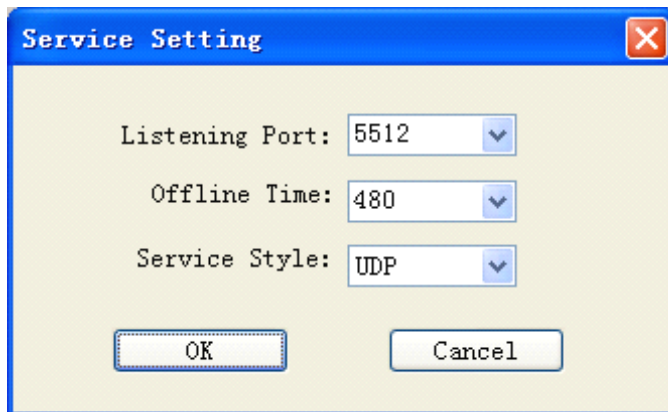 Service Setting
Listening Port: 5512
Offline Time: 480
Service Style: UDP
OK Cancel